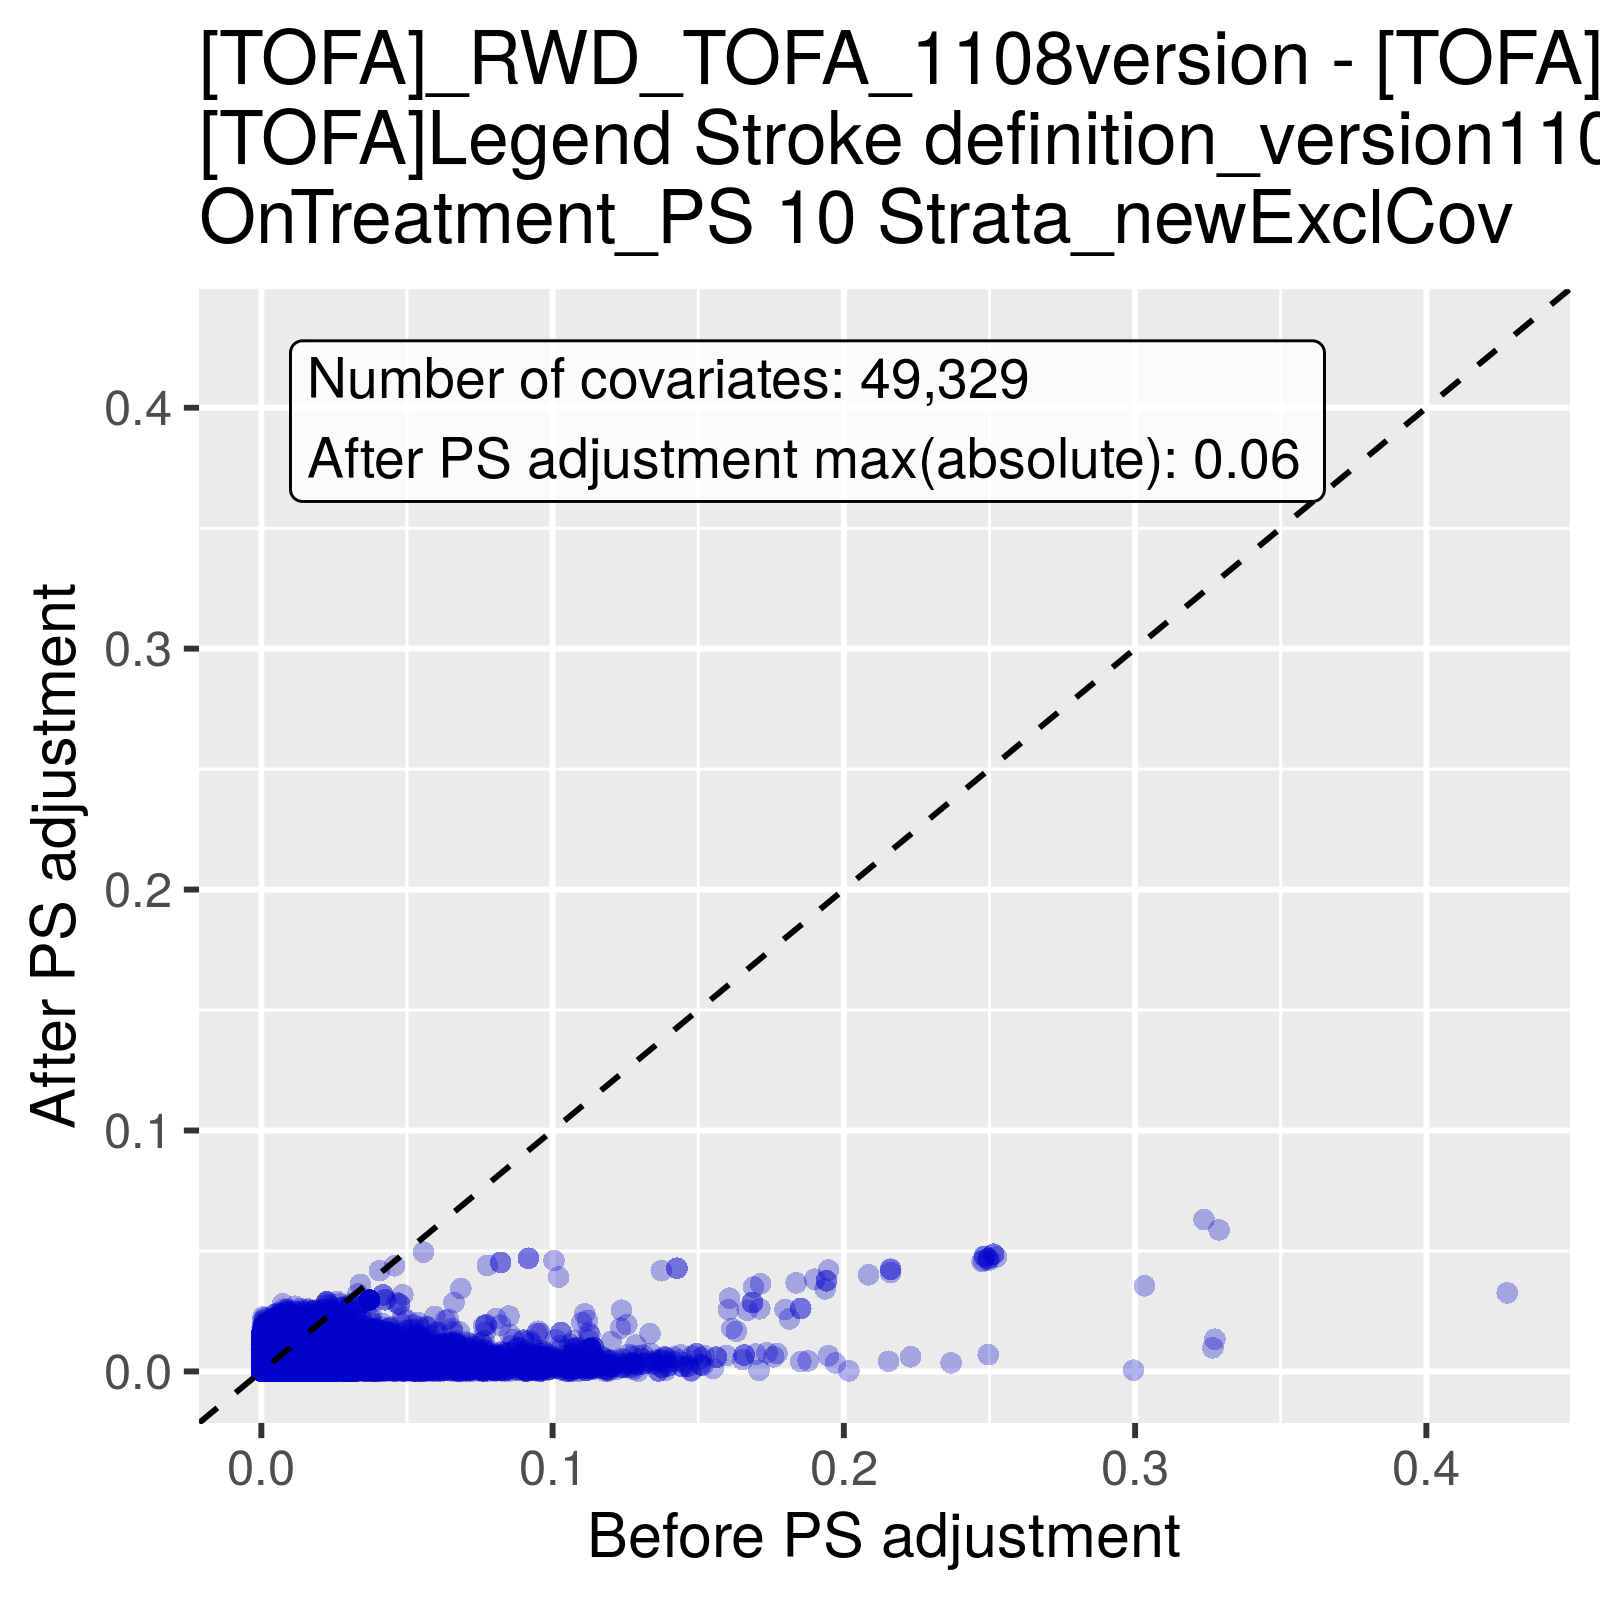 [TOFA]_RWD_TOFA_1108version - [TOFA]
[TOFA]Legend Stroke definition_version110
OnTreatment_PS 10 Strata_newExclCov
Number of covariates: 49,329
After PS adjustment max(absolute): 0.06
After PS adjustment
0.4
0.3
0.2
0.1
0.0
0.0 0.1 0.2 0.3 0.4
Before PS adjustment